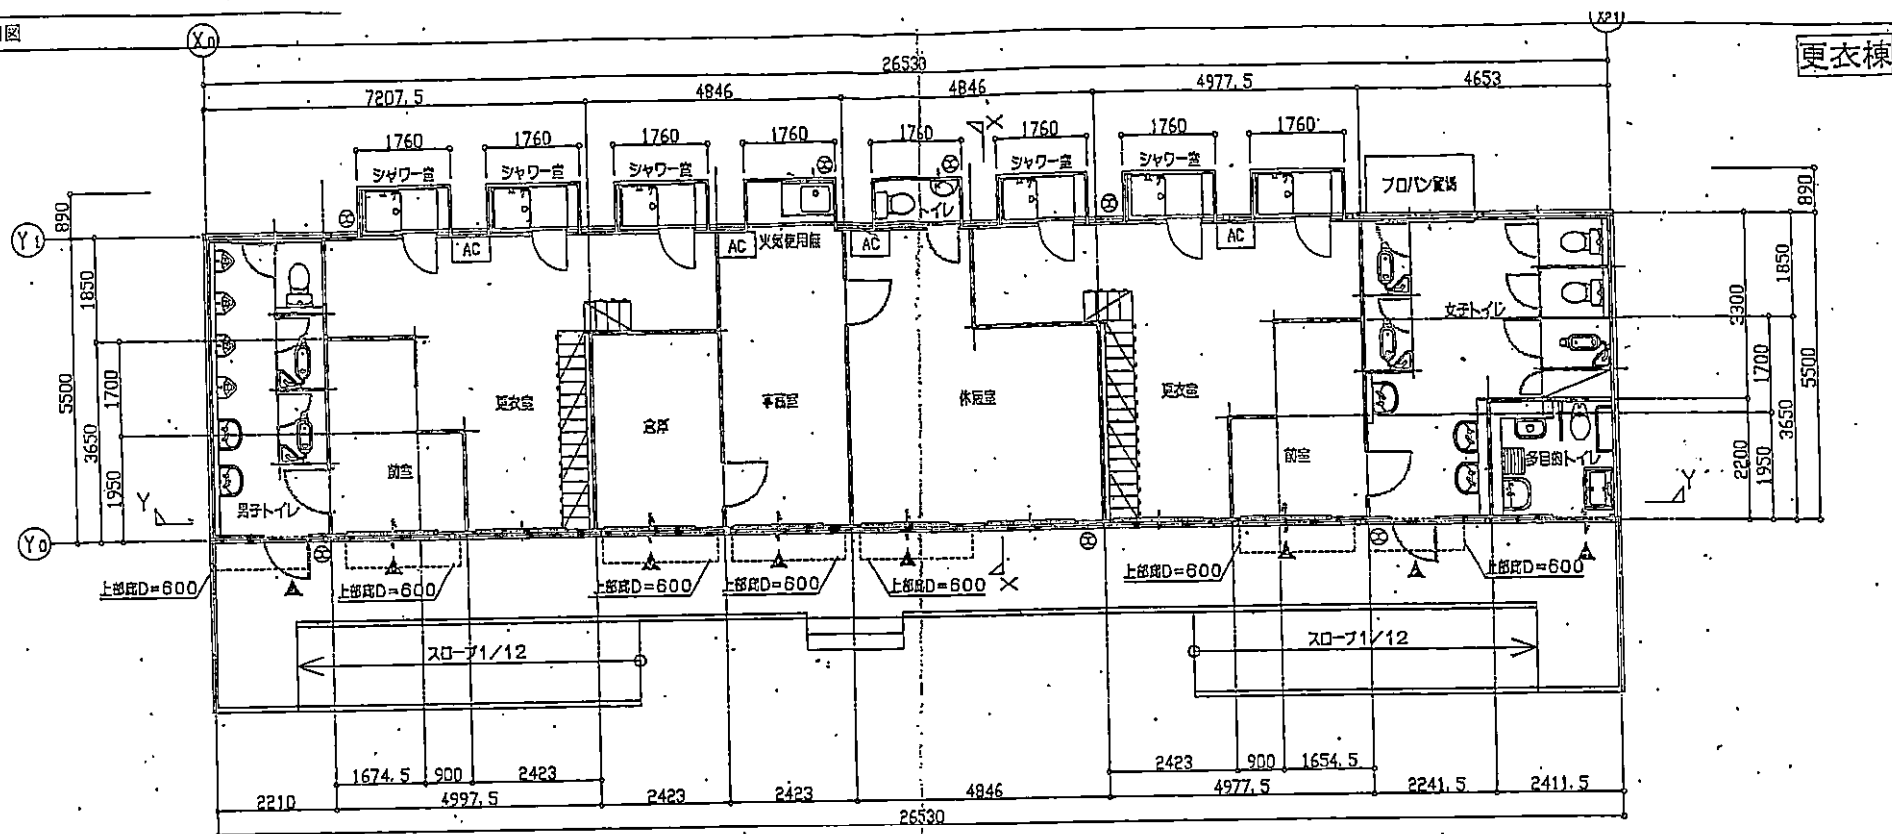 図
X0
X21
更衣棟
26530
7207.5
4846
4846
4977.5
4653
1760
1760
1760
1760
1760
1760
1760
1760
シャワー室
シャワー室
シャワー室
シャワー室
シャワー室
トイレ
プロパン置場
890
890
Y1
AC
AC
火気使用室
AC
AC
1850
3650
5500
1700
1950
女子トイレ
3300
2200
1850
1700
1950
3650
5500
更衣室
倉庫
事務室
休憩室
更衣室
前室
前室
多目的トイレ
男子トイレ
Y
Y
X
X
Y0
上部庇D=600
上部庇D=600
上部庇D=600
上部庇D=600
上部庇D=600
上部庇D=600
上部庇D=600
スロープ1/12
スロープ1/12
1674.5
900
2423
2423
900
1654.5
2210
4997.5
2423
2423
4846
4977.5
2241.5
2411.5
26530